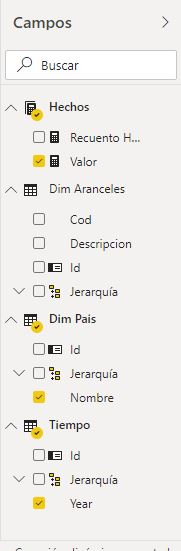 Campos
Buscar
Hechos
Recuento H...
Valor
Dim Aranceles
Cod
Descripcion
Id
Jerarquía
Dim Pais
Id
Jerarquía
Nombre
Tiempo
Id
Jerarquía
Year